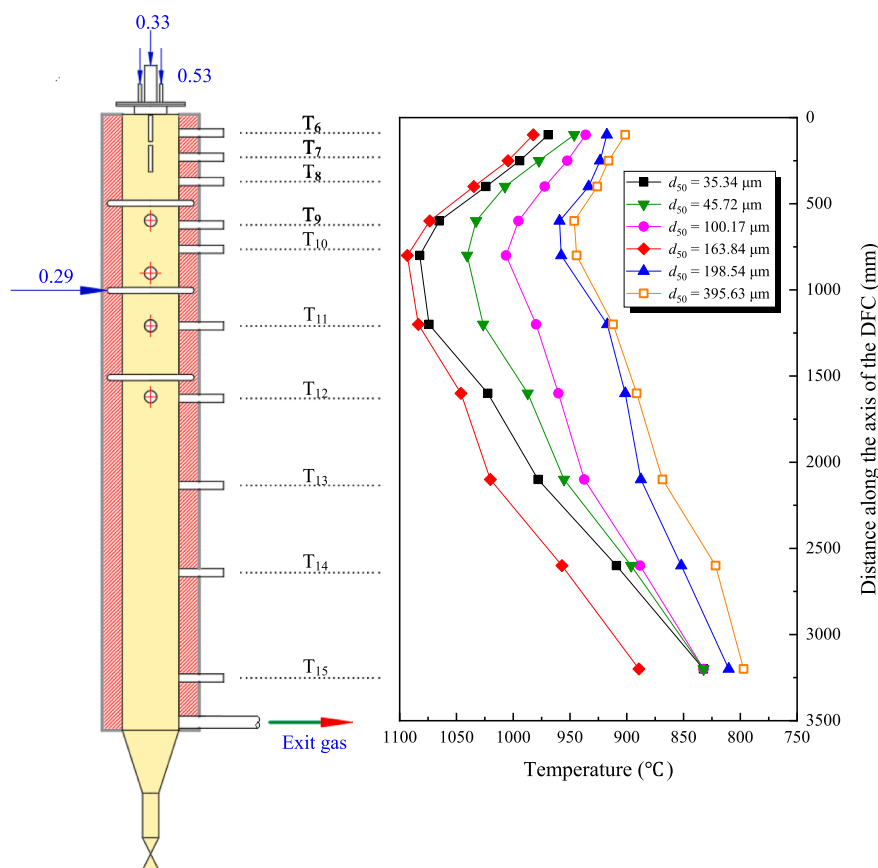 0.33
0.53
T₆
T₇
T₈
T₉
T₁₀
0.29
T₁₁
T₁₂
T₁₃
T₁₄
T₁₅
Exit gas
0
500
1000
1500
2000
2500
3000
3500
Distance along the axis of the DFC (mm)
d₅₀ = 35.34 μm
d₅₀ = 45.72 μm
d₅₀ = 100.17 μm
d₅₀ = 163.84 μm
d₅₀ = 198.54 μm
d₅₀ = 395.63 μm
1100 1050 1000 950 900 850 800 750
Temperature (℃)